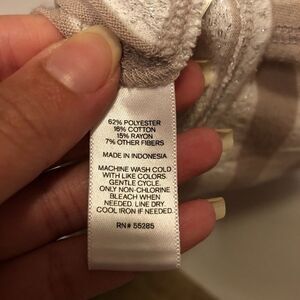 62% POLYESTER
16% COTTON
15% RAYON
7% OTHER FIBERS
MADE IN INDONESIA
MACHINE WASH COLD
WITH LIKE COLORS.
GENTLE CYCLE.
ONLY NON-CHLORINE
BLEACH WHEN
NEEDED. LINE DRY.
COOL IRON IF NEEDED.
RN# 55285